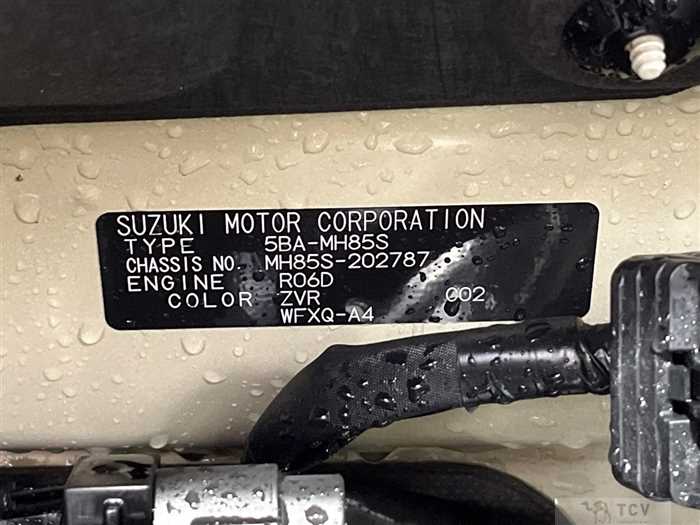 SUZUKI MOTOR CORPORATION
TYPE 5BA-MH85S
CHASSIS NO. MH85S-202787
ENGINE R06D
COLOR ZVR C02
WFXQ-A4
TCV